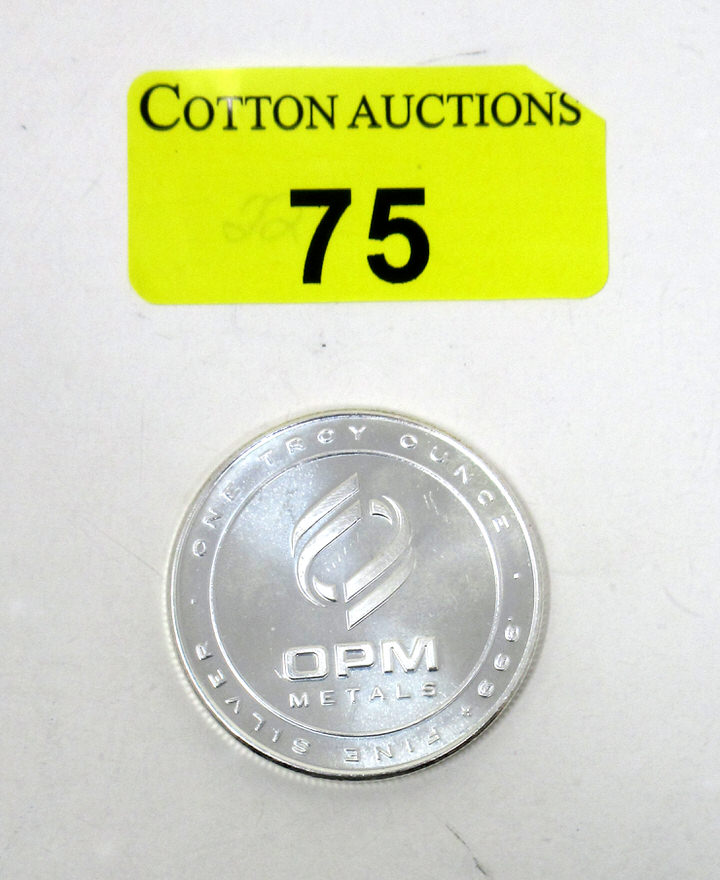 COTTON AUCTIONS
75
ONE TROY OUNCE · .999+ FINE SILVER ·
OPM
METALS